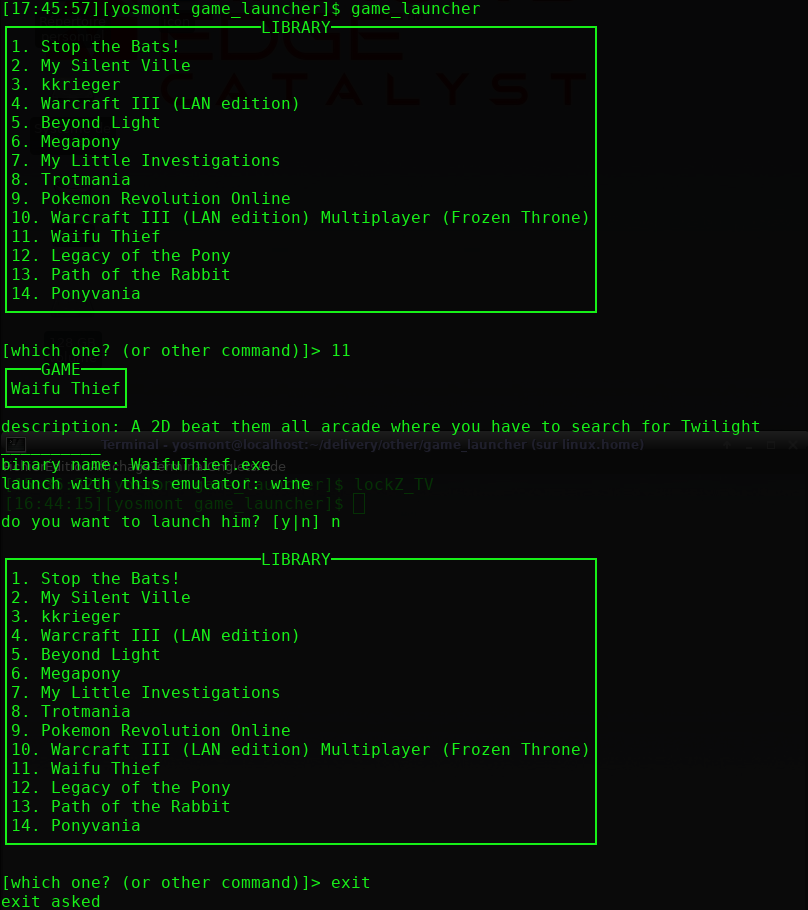 [17:45:57][yosmont game_launcher]$ game_launcher
LIBRARY
1. Stop the Bats!
2. My Silent Ville
3. kkrieger
4. Warcraft III (LAN edition)
5. Beyond Light
6. Megapony
7. My Little Investigations
8. Trotmania
9. Pokemon Revolution Online
10. Warcraft III (LAN edition) Multiplayer (Frozen Throne)
11. Waifu Thief
12. Legacy of the Pony
13. Path of the Rabbit
14. Ponyvania
EDGE
CATALYST
[which one? (or other command)]> 11
GAME
Waifu Thief
description: A 2D beat them all arcade where you have to search for Twilight
__________
Terminal - yosmont@localhost:~/delivery/other/game_launcher (sur linux.home)
binary name: WaifuThief.exe
launch with this emulator: wine
lockZ_TV
[16:44:15][yosmont game_launcher]$
do you want to launch him? [y|n] n
LIBRARY
1. Stop the Bats!
2. My Silent Ville
3. kkrieger
4. Warcraft III (LAN edition)
5. Beyond Light
6. Megapony
7. My Little Investigations
8. Trotmania
9. Pokemon Revolution Online
10. Warcraft III (LAN edition) Multiplayer (Frozen Throne)
11. Waifu Thief
12. Legacy of the Pony
13. Path of the Rabbit
14. Ponyvania
[which one? (or other command)]> exit
exit asked